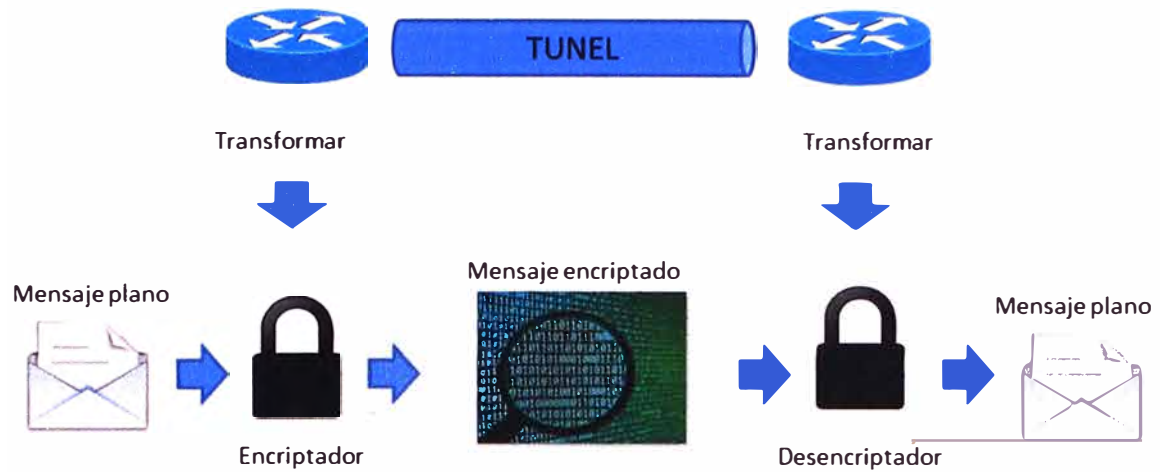 TUNEL
Transformar
Transformar
Mensaje encriptado
Mensaje plano
Mensaje plano
Encriptador
Desencriptador